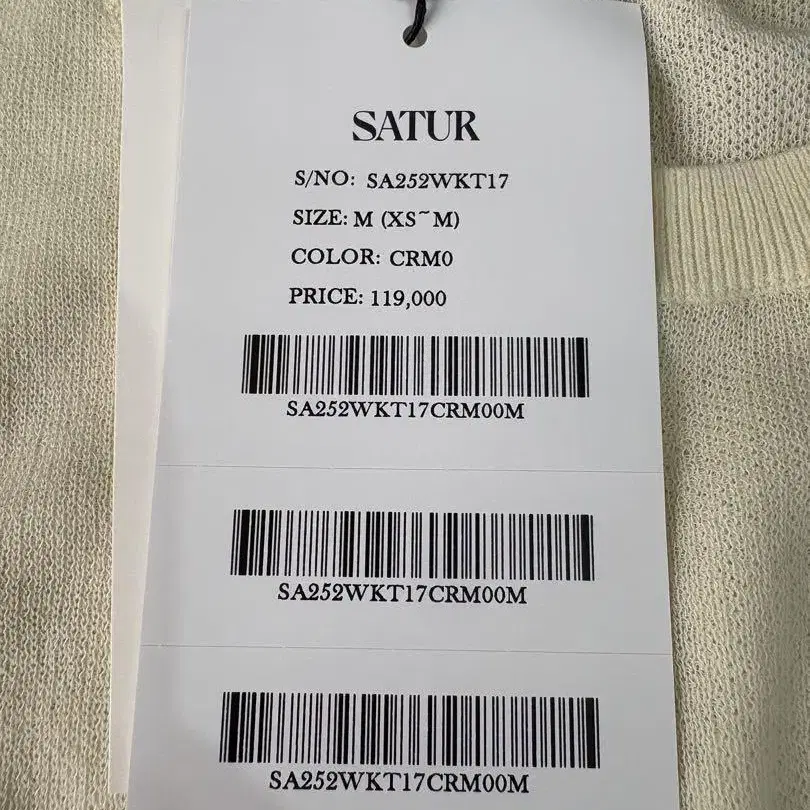 SATUR
S/NO: SA252WKT17
SIZE: M (XS~M)
COLOR: CRM0
PRICE: 119,000
SA252WKT17CRM00M
SA252WKT17CRM00M
SA252WKT17CRM00M